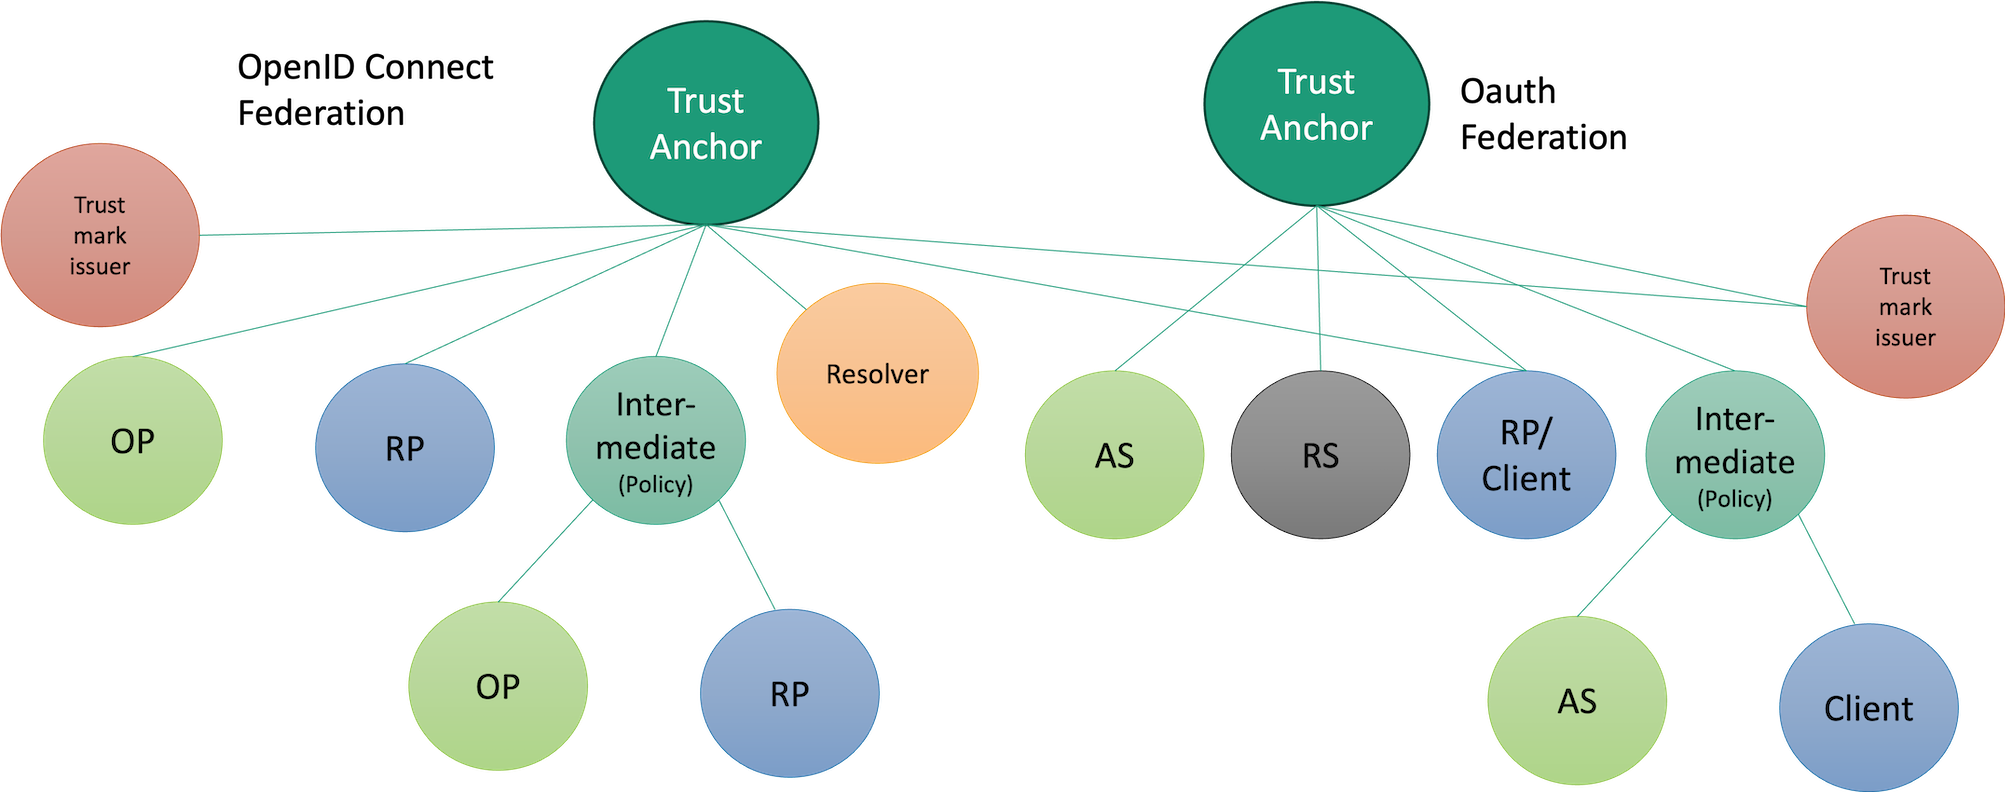 OpenID Connect
Federation
Trust
Anchor
Trust
Anchor
Oauth
Federation
Trust
mark
issuer
Trust
mark
issuer
OP
RP
Inter-
mediate
(Policy)
Resolver
AS
RS
RP/
Client
Inter-
mediate
(Policy)
OP
RP
AS
Client